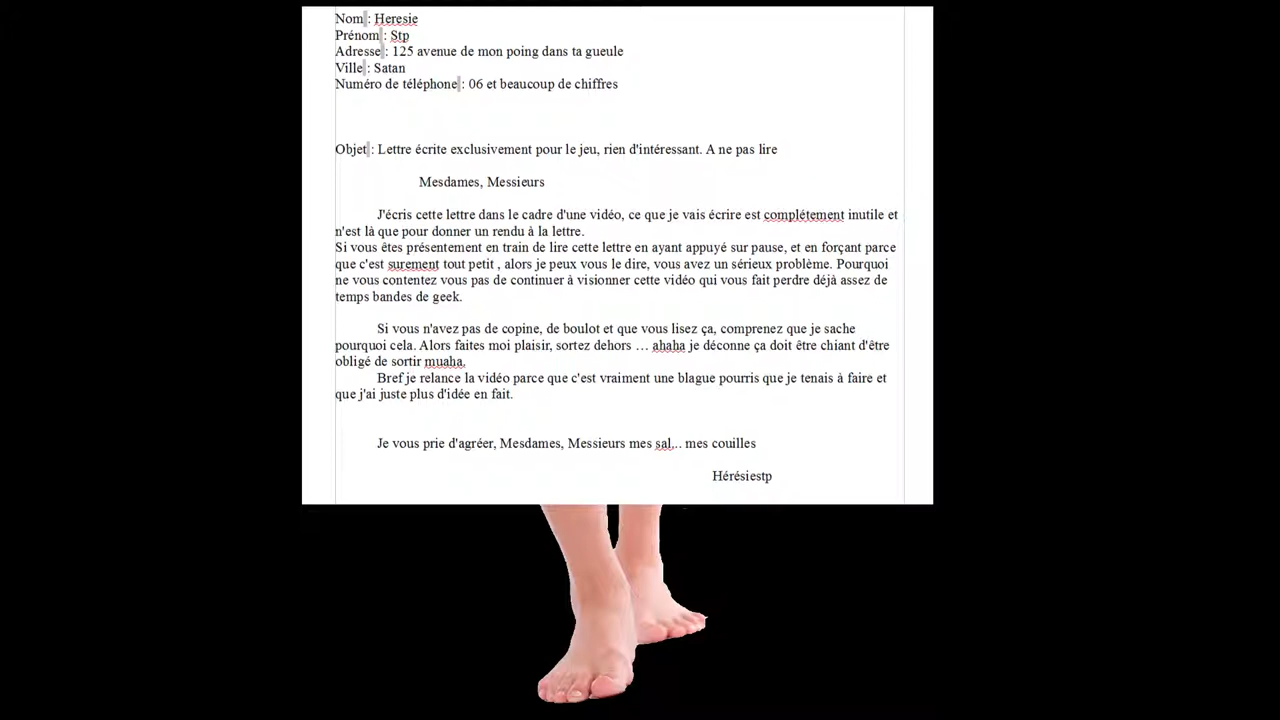 Nom : Heresie
Prénom : Stp
Adresse : 125 avenue de mon poing dans ta gueule
Ville : Satan
Numéro de téléphone : 06 et beaucoup de chiffres
Objet : Lettre écrite exclusivement pour le jeu, rien d'intéressant. A ne pas lire
Mesdames, Messieurs
J'écris cette lettre dans le cadre d'une vidéo, ce que je vais écrire est complétement inutile et
n'est là que pour donner un rendu à la lettre.
Si vous êtes présentement en train de lire cette lettre en ayant appuyé sur pause, et en forçant parce
que c'est surement tout petit , alors je peux vous le dire, vous avez un sérieux problème. Pourquoi
ne vous contentez vous pas de continuer à visionner cette vidéo qui vous fait perdre déjà assez de
temps bandes de geek.
Si vous n'avez pas de copine, de boulot et que vous lisez ça, comprenez que je sache
pourquoi cela. Alors faites moi plaisir, sortez dehors … ahaha je déconne ça doit être chiant d'être
obligé de sortir muaha.
Bref je relance la vidéo parce que c'est vraiment une blague pourris que je tenais à faire et
que j'ai juste plus d'idée en fait.
Je vous prie d'agréer, Mesdames, Messieurs mes sal,.. mes couilles
Hérésiestp